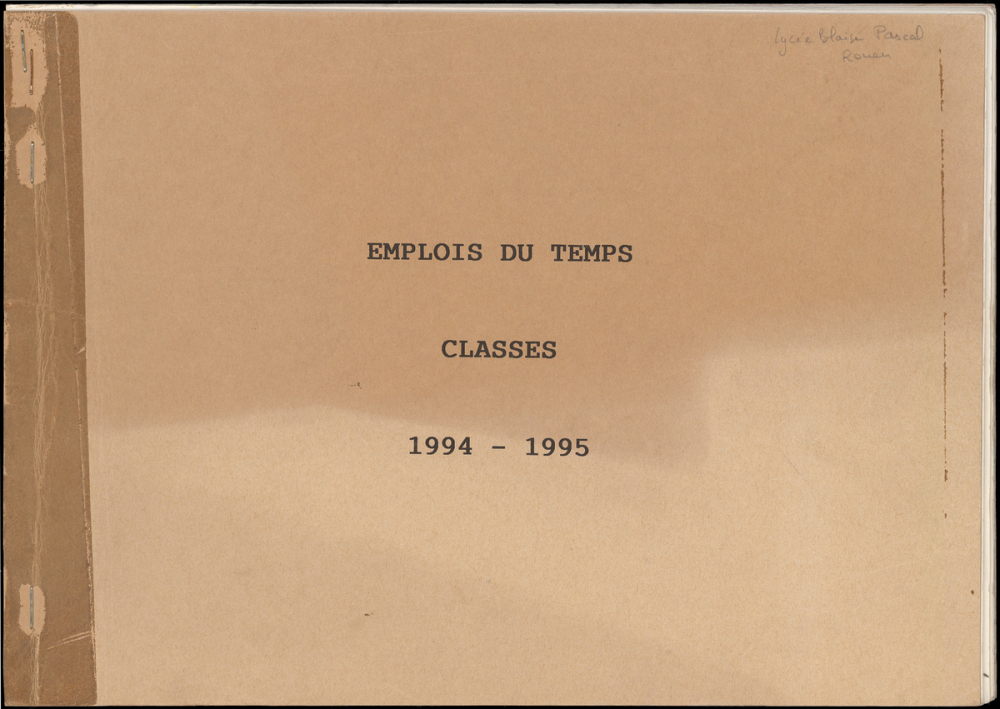 Lycée Blaise Pascal
Rouen
EMPLOIS DU TEMPS
CLASSES
1994 - 1995